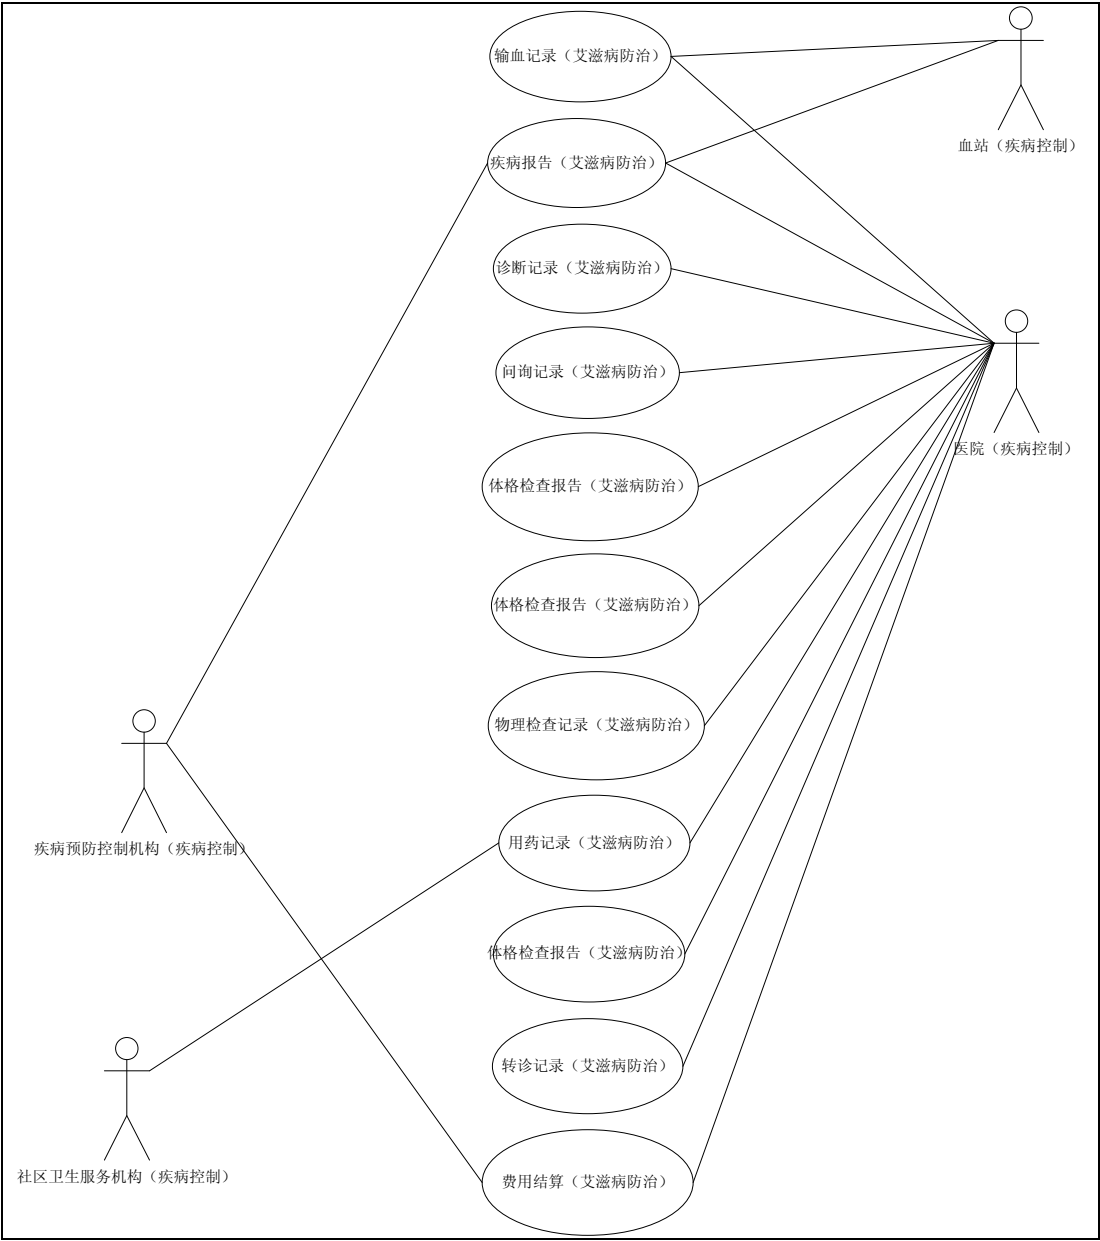 输血记录（艾滋病防治）
血站（疾病控制）
疾病报告（艾滋病防治）
诊断记录（艾滋病防治）
问询记录（艾滋病防治）
医院（疾病控制）
体格检查报告（艾滋病防治）
体格检查报告（艾滋病防治）
物理检查记录（艾滋病防治）
用药记录（艾滋病防治）
疾病预防控制机构（疾病控制）
体格检查报告（艾滋病防治）
转诊记录（艾滋病防治）
社区卫生服务机构（疾病控制）
费用结算（艾滋病防治）